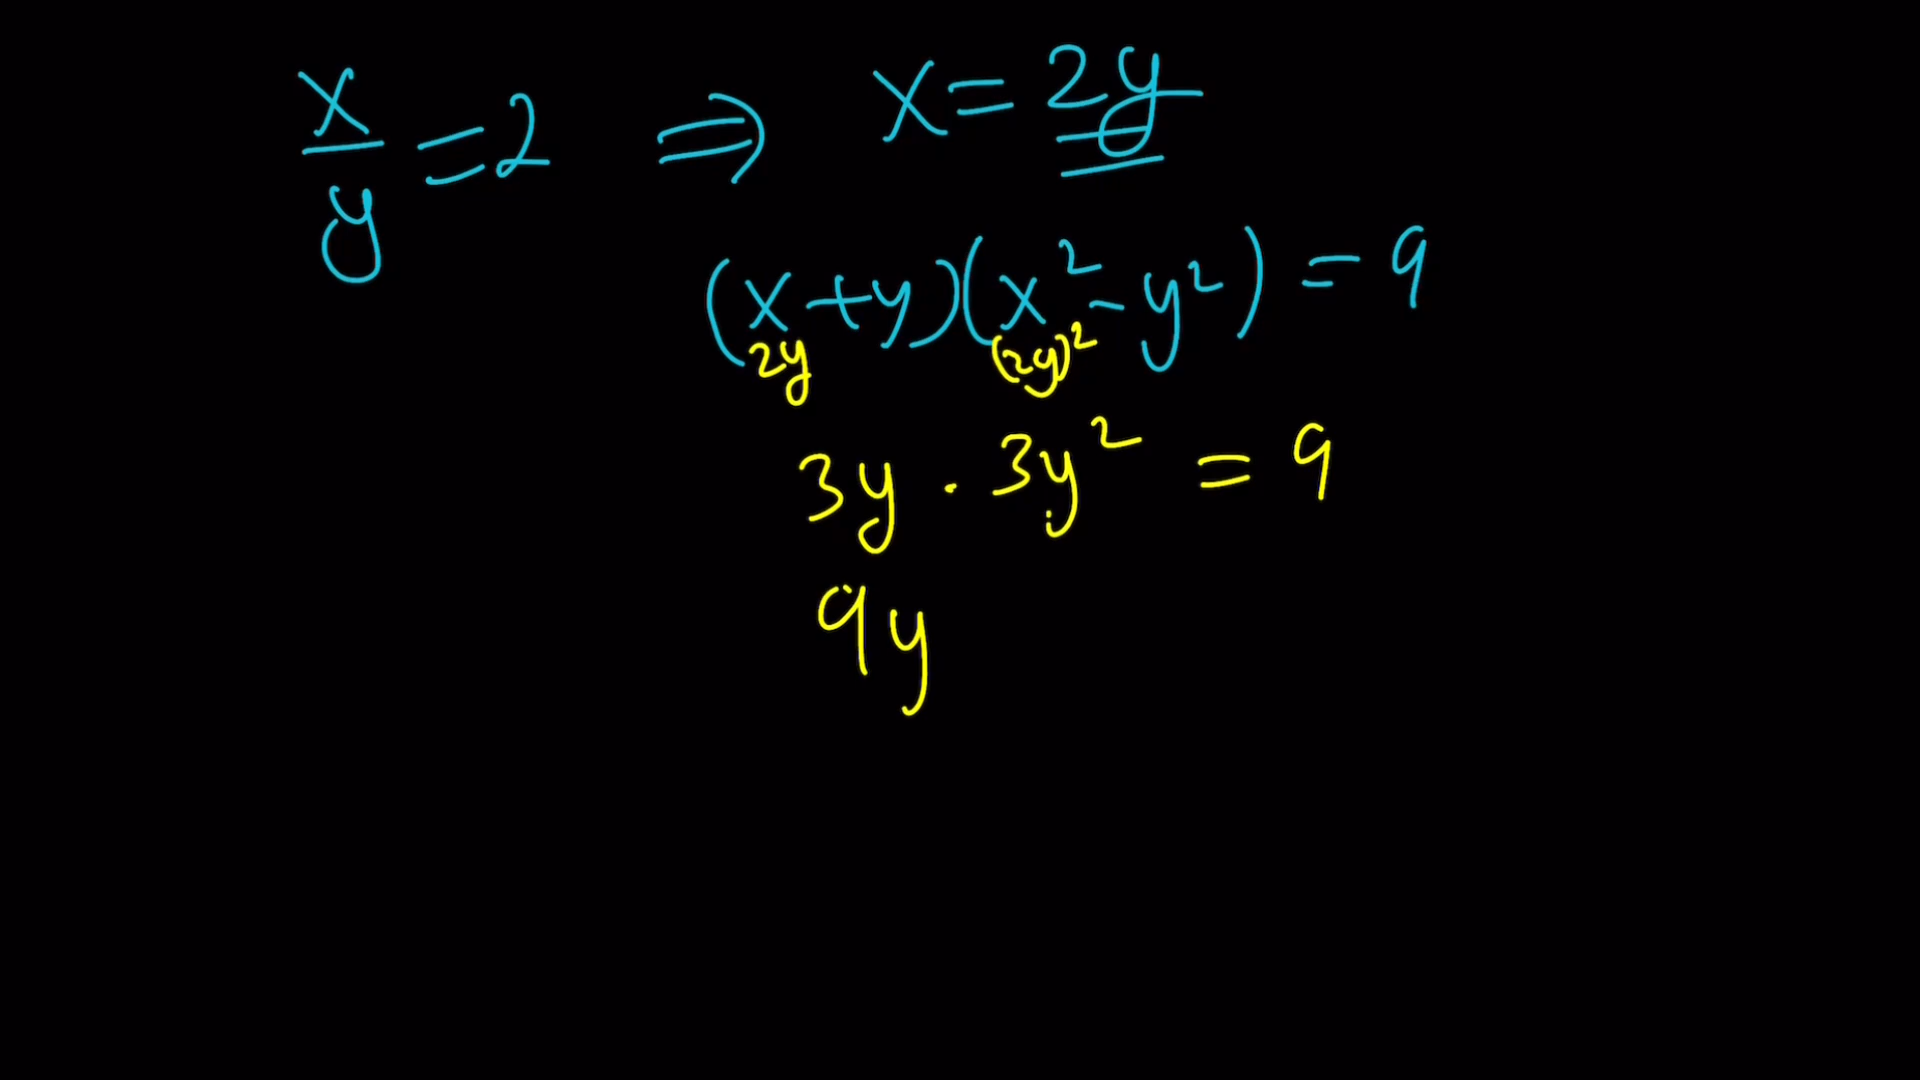 x/y = 2 ⇒ x = 2y
(x + y)(x² - y²) = 9
2y (2y)²
3y · 3y² = 9
9y